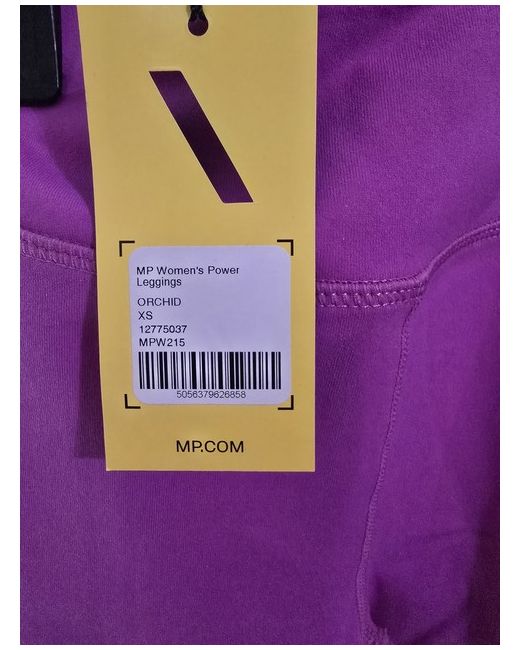 MP Women's Power
Leggings
ORCHID
XS
12775037
MPW215
5056379626858
MP.COM